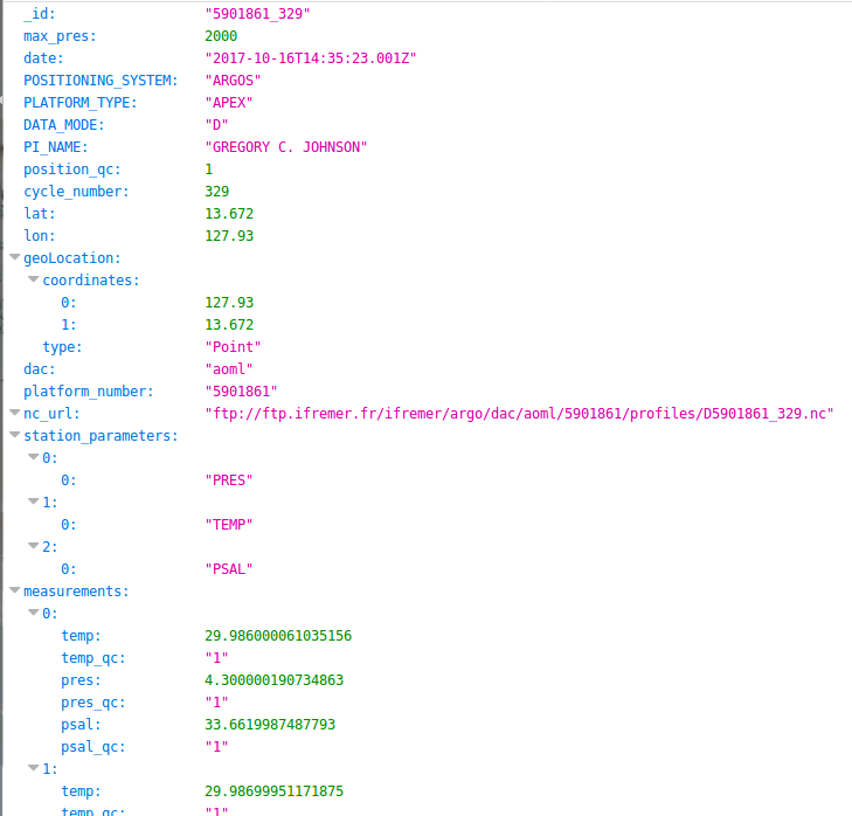 _id: "5901861_329"
max_pres: 2000
date: "2017-10-16T14:35:23.001Z"
POSITIONING_SYSTEM: "ARGOS"
PLATFORM_TYPE: "APEX"
DATA_MODE: "D"
PI_NAME: "GREGORY C. JOHNSON"
position_qc: 1
cycle_number: 329
lat: 13.672
lon: 127.93
geoLocation:
coordinates:
0: 127.93
1: 13.672
type: "Point"
dac: "aoml"
platform_number: "5901861"
nc_url: "ftp://ftp.ifremer.fr/ifremer/argo/dac/aoml/5901861/profiles/D5901861_329.nc"
station_parameters:
0:
0: "PRES"
1:
0: "TEMP"
2:
0: "PSAL"
measurements:
0:
temp: 29.986000061035156
temp_qc: "1"
pres: 4.300000190734863
pres_qc: "1"
psal: 33.6619987487793
psal_qc: "1"
1:
temp: 29.98699951171875
temp_qc: "1"